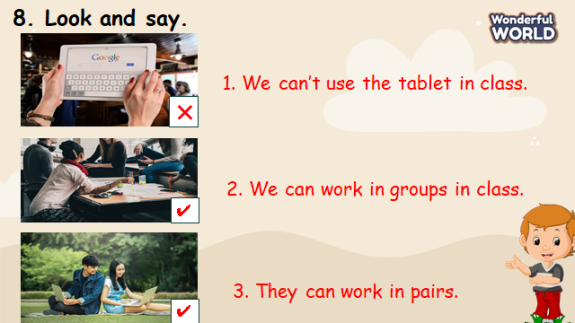 8. Look and say.
Wonderful
WORLD
Google
1. We can't use the tablet in class.
2. We can work in groups in class.
3. They can work in pairs.